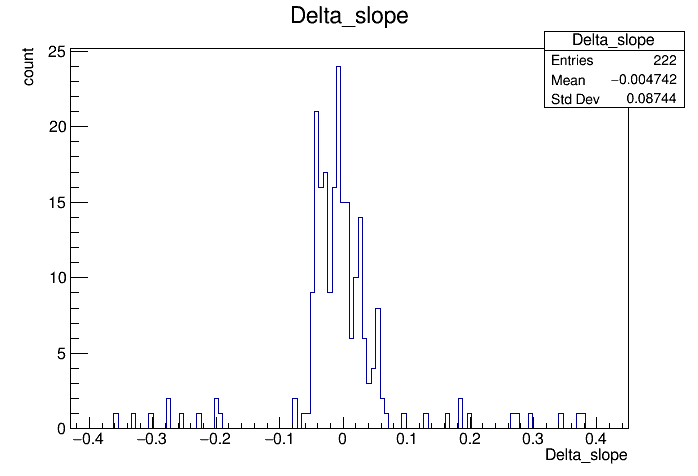 Delta_slope
Delta_slope
Entries 222
Mean −0.004742
Std Dev 0.08744
count
25
20
15
10
5
0
−0.4 −0.3 −0.2 −0.1 0 0.1 0.2 0.3 0.4
Delta_slope